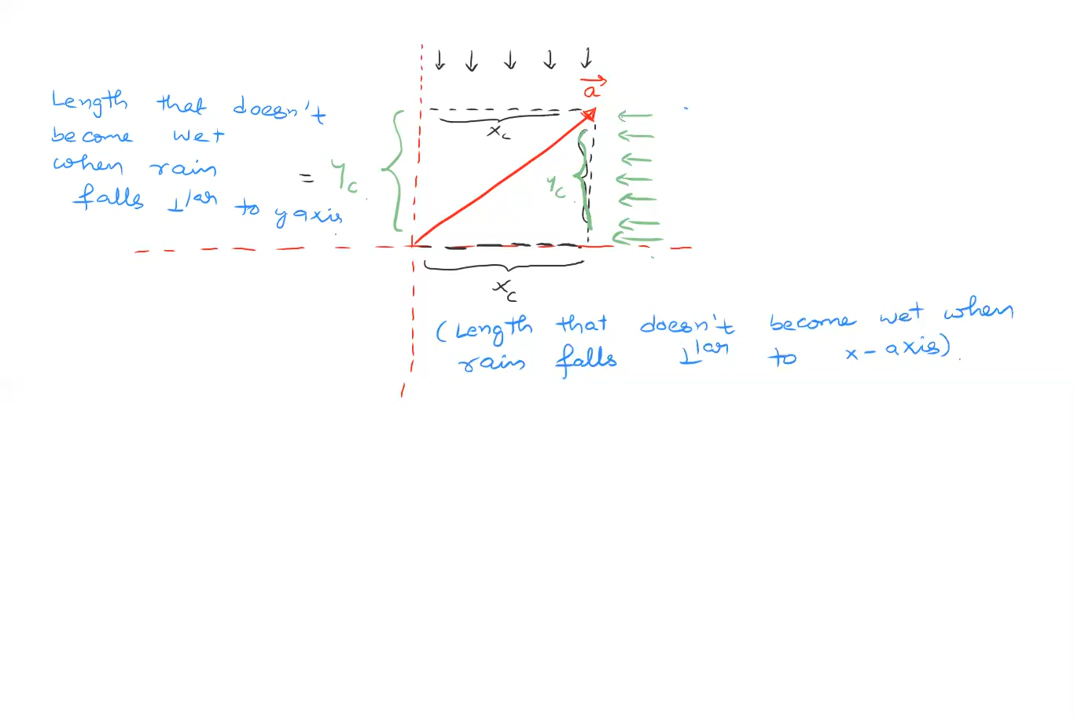 a
Length that doesn't
become wet
when rain
falls ⊥lar to y axis
= yc
xc
yc
xc
(Length that doesn't become wet when
rain falls ⊥lar to x-axis).